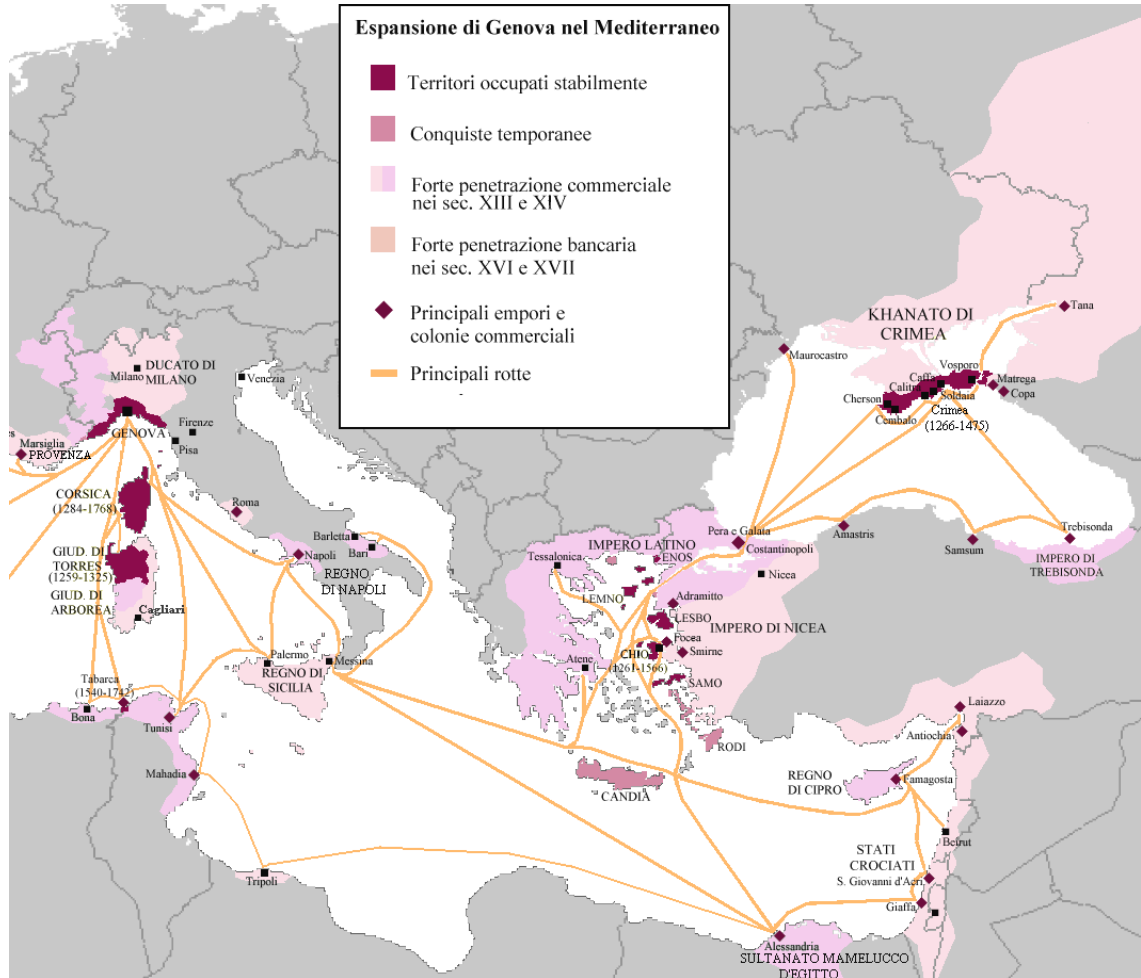 Espansione di Genova nel Mediterraneo
Territori occupati stabilmente
Conquiste temporanee
Forte penetrazione commerciale
nei sec. XIII e XIV
Forte penetrazione bancaria
nei sec. XVI e XVII
Principali empori e
colonie commerciali
Principali rotte
Tana
KHANATO DI
CRIMEA
Maurocastro
Vosporo
Caffa
Matrega
Calitra
Copa
Cherson
Soldaia
Cembalo
Crimea
(1266-1475)
DUCATO DI
MILANO
Milano
Venezia
GENOVA
Firenze
Pisa
Marsiglia
PROVENZA
CORSICA
(1284-1768)
Roma
Barletta
Bari
Napoli
REGNO
DI NAPOLI
GIUD. DI
TORRES
(1259-1325)
GIUD. DI
ARBOREA
Cagliari
Pera e Galata
Costantinopoli
Amastris
Samsum
Trebisonda
IMPERO DI
TREBISONDA
IMPERO LATINO
Tessalonica
ENOS
Nicea
LEMNO
Adramitto
LESBO
IMPERO DI NICEA
Focea
CHIO
Smirne
(1261-1566)
Atene
SAMO
RODI
CANDIA
Palermo
Messina
REGNO DI
SICILIA
Tabarca
(1540-1742)
Bona
Tunisi
Mahadia
Tripoli
Laiazzo
Antiochia
REGNO
DI CIPRO
Famagosta
Beirut
STATI
CROCIATI
S. Giovanni d'Acri
Giaffa
Alessandria
SULTANATO MAMELUCCO
D'EGITTO